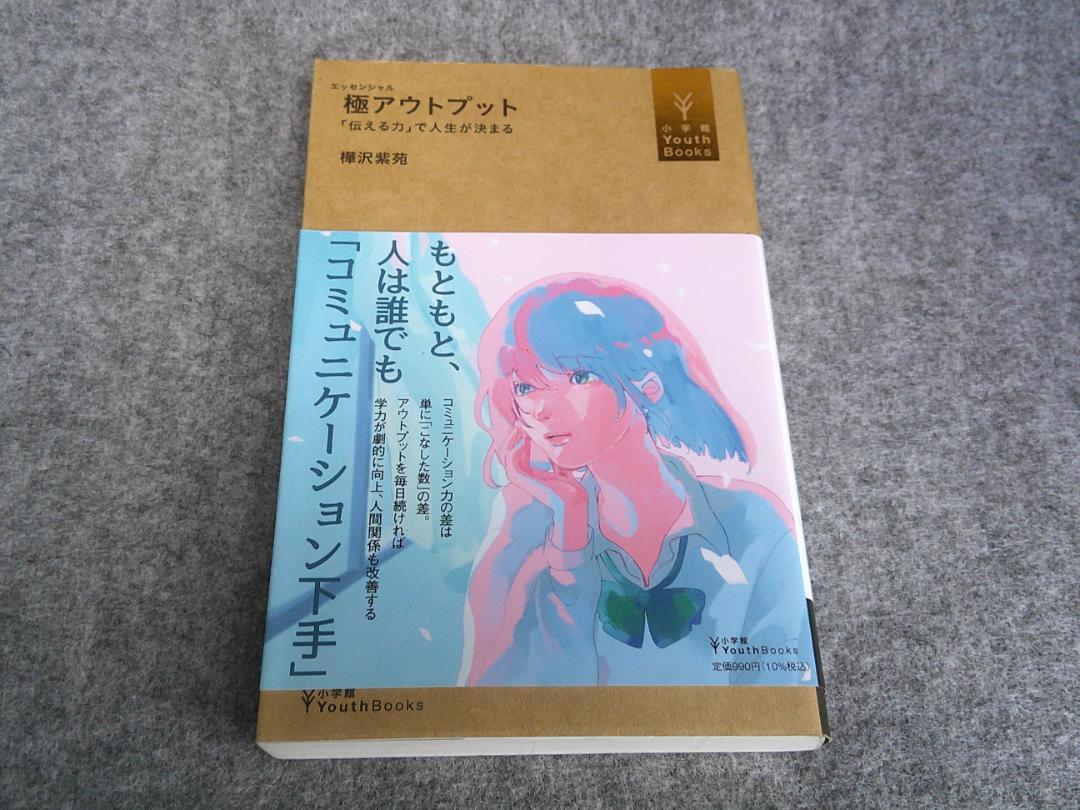 エッセンシャル
極アウトプット
「伝える力」で人生が決まる
樺沢紫苑
小学館
Youth
Books
もともと、
人は誰でも
「コミュニケーション下手」
コミュニケーション力の差は
単に「こなした数」の差。
アウトプットを毎日続ければ
学力が劇的に向上、人間関係も改善する
小学館
YouthBooks
定価990円(10%税込)
小学館
YouthBooks